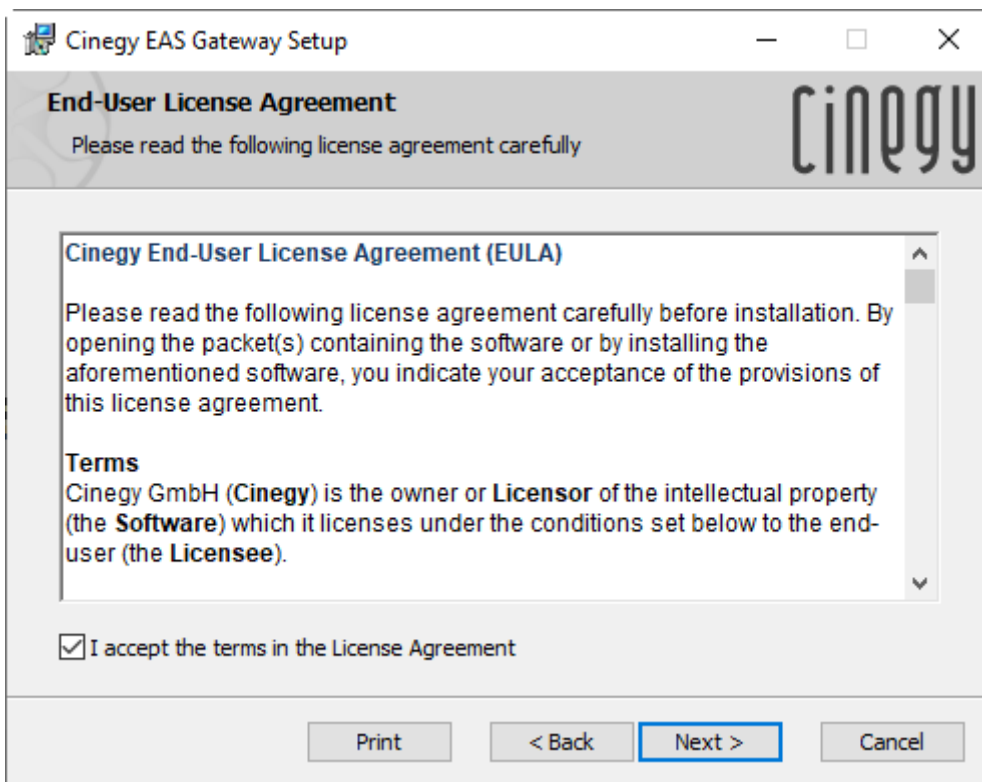 Cinegy EAS Gateway Setup
End-User License Agreement
Please read the following license agreement carefully
Cinegy
Cinegy End-User License Agreement (EULA)
Please read the following license agreement carefully before installation. By
opening the packet(s) containing the software or by installing the
aforementioned software, you indicate your acceptance of the provisions of
this license agreement.
Terms
Cinegy GmbH (Cinegy) is the owner or Licensor of the intellectual property
(the Software) which it licenses under the conditions set below to the end-
user (the Licensee).
I accept the terms in the License Agreement
Print
< Back
Next >
Cancel